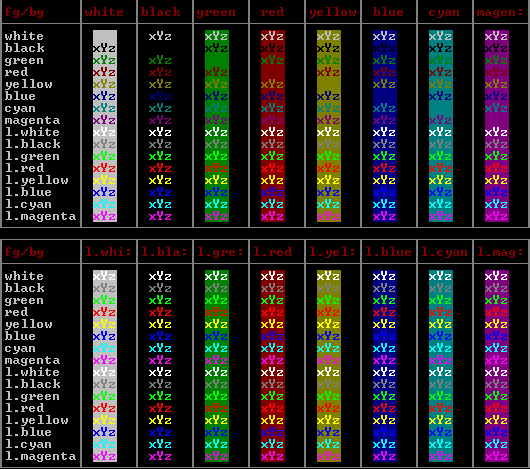 fg/bg white black green red yellow blue cyan magen:
white xYz xYz xYz xYz xYz xYz xYz
black xYz xYz xYz xYz xYz xYz xYz
green xYz xYz xYz xYz xYz xYz xYz
red xYz xYz xYz xYz xYz xYz xYz
yellow xYz xYz xYz xYz xYz xYz xYz
blue xYz xYz xYz xYz xYz xYz xYz
cyan xYz xYz xYz xYz xYz xYz xYz
magenta xYz xYz xYz xYz xYz xYz xYz
l.white xYz xYz xYz xYz xYz xYz xYz xYz
l.black xYz xYz xYz xYz xYz xYz xYz xYz
l.green xYz xYz xYz xYz xYz xYz xYz xYz
l.red xYz xYz xYz xYz xYz xYz xYz xYz
l.yellow xYz xYz xYz xYz xYz xYz xYz xYz
l.blue xYz xYz xYz xYz xYz xYz xYz xYz
l.cyan xYz xYz xYz xYz xYz xYz xYz xYz
l.magenta xYz xYz xYz xYz xYz xYz xYz xYz
fg/bg l.whi: l.bla: l.gre: l.red l.yel: l.blue l.cyan l.mag:
white xYz xYz xYz xYz xYz xYz xYz xYz
black xYz xYz xYz xYz xYz xYz xYz xYz
green xYz xYz xYz xYz xYz xYz xYz xYz
red xYz xYz xYz xYz xYz xYz xYz xYz
yellow xYz xYz xYz xYz xYz xYz xYz xYz
blue xYz xYz xYz xYz xYz xYz xYz xYz
cyan xYz xYz xYz xYz xYz xYz xYz xYz
magenta xYz xYz xYz xYz xYz xYz xYz xYz
l.white xYz xYz xYz xYz xYz xYz xYz xYz
l.black xYz xYz xYz xYz xYz xYz xYz xYz
l.green xYz xYz xYz xYz xYz xYz xYz xYz
l.red xYz xYz xYz xYz xYz xYz xYz xYz
l.yellow xYz xYz xYz xYz xYz xYz xYz xYz
l.blue xYz xYz xYz xYz xYz xYz xYz xYz
l.cyan xYz xYz xYz xYz xYz xYz xYz xYz
l.magenta xYz xYz xYz xYz xYz xYz xYz xYz